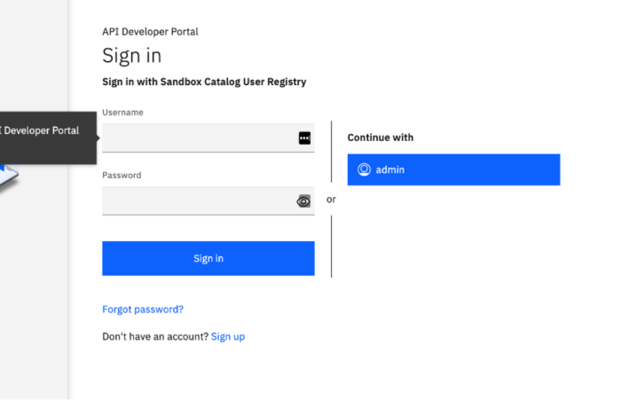 API Developer Portal
Sign in
Sign in with Sandbox Catalog User Registry
Username
Developer Portal
Continue with
admin
Password
or
Sign in
Forgot password?
Don't have an account? Sign up